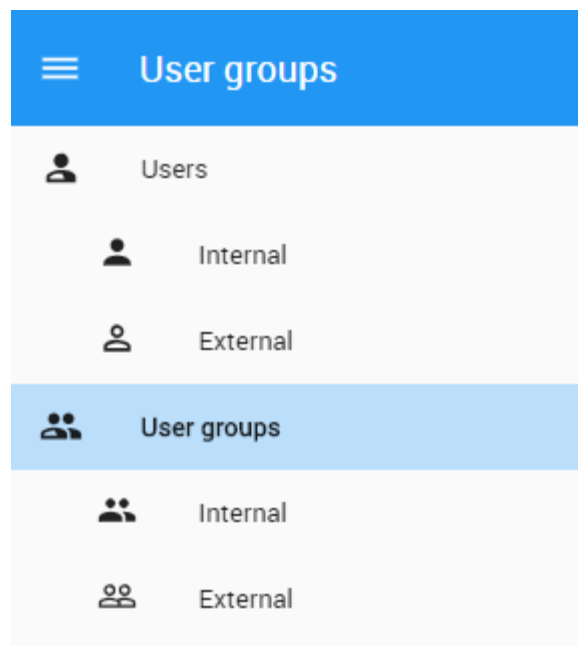 User groups
Users
Internal
External
User groups
Internal
External